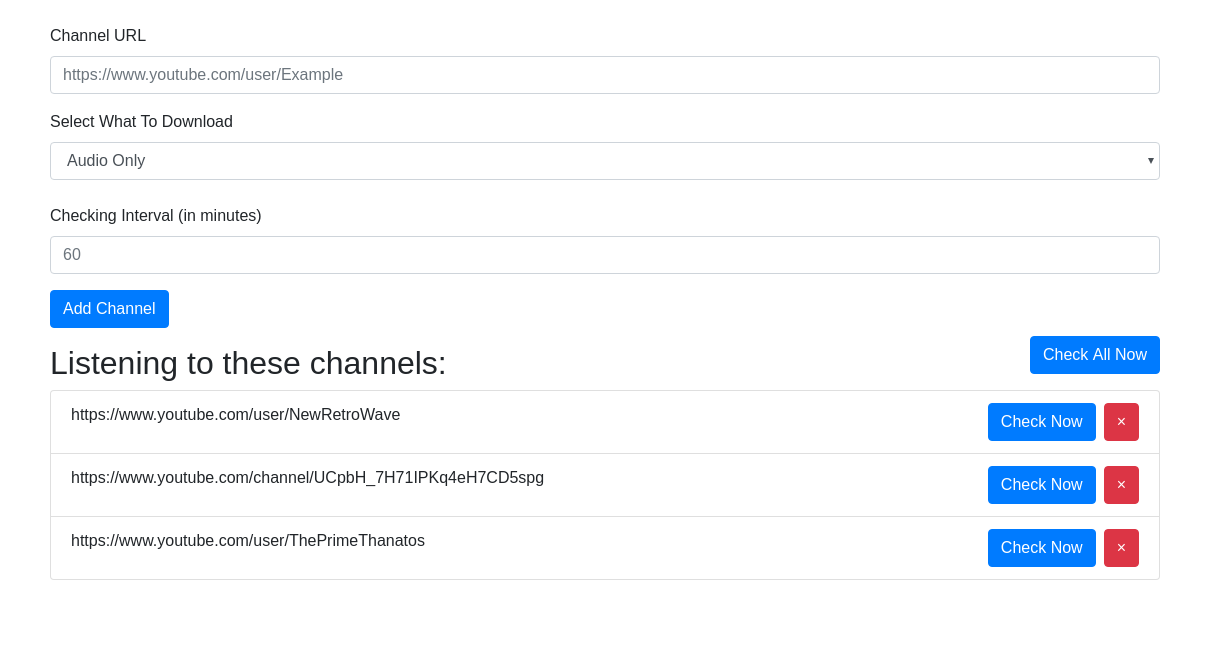 Channel URL
https://www.youtube.com/user/Example
Select What To Download
Audio Only
Checking Interval (in minutes)
60
Add Channel
Listening to these channels:
Check All Now
https://www.youtube.com/user/NewRetroWave
Check Now ×
https://www.youtube.com/channel/UCpbH_7H71IPKq4eH7CD5spg
Check Now ×
https://www.youtube.com/user/ThePrimeThanatos
Check Now ×